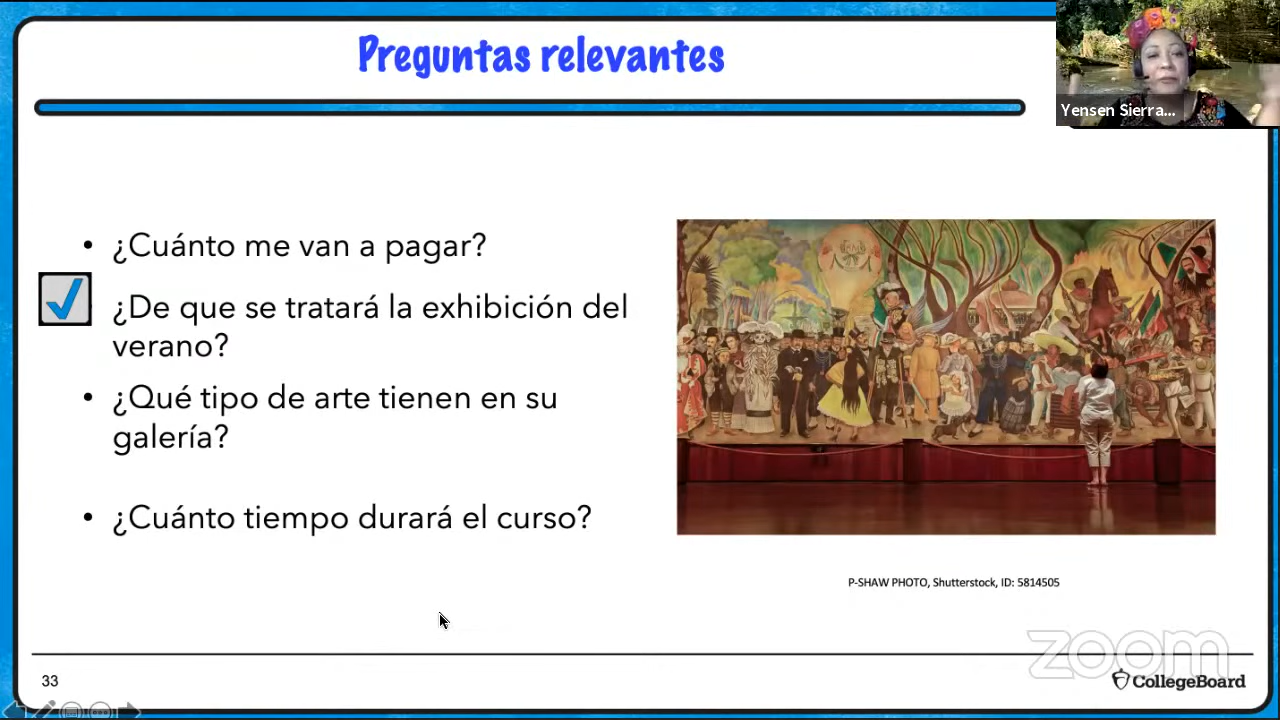 Preguntas relevantes
Yensen Sierra...
• ¿Cuánto me van a pagar?
¿De que se tratará la exhibición del
verano?
• ¿Qué tipo de arte tienen en su
galería?
• ¿Cuánto tiempo durará el curso?
P-SHAW PHOTO, Shutterstock, ID: 5814505
zoom
33
CollegeBoard